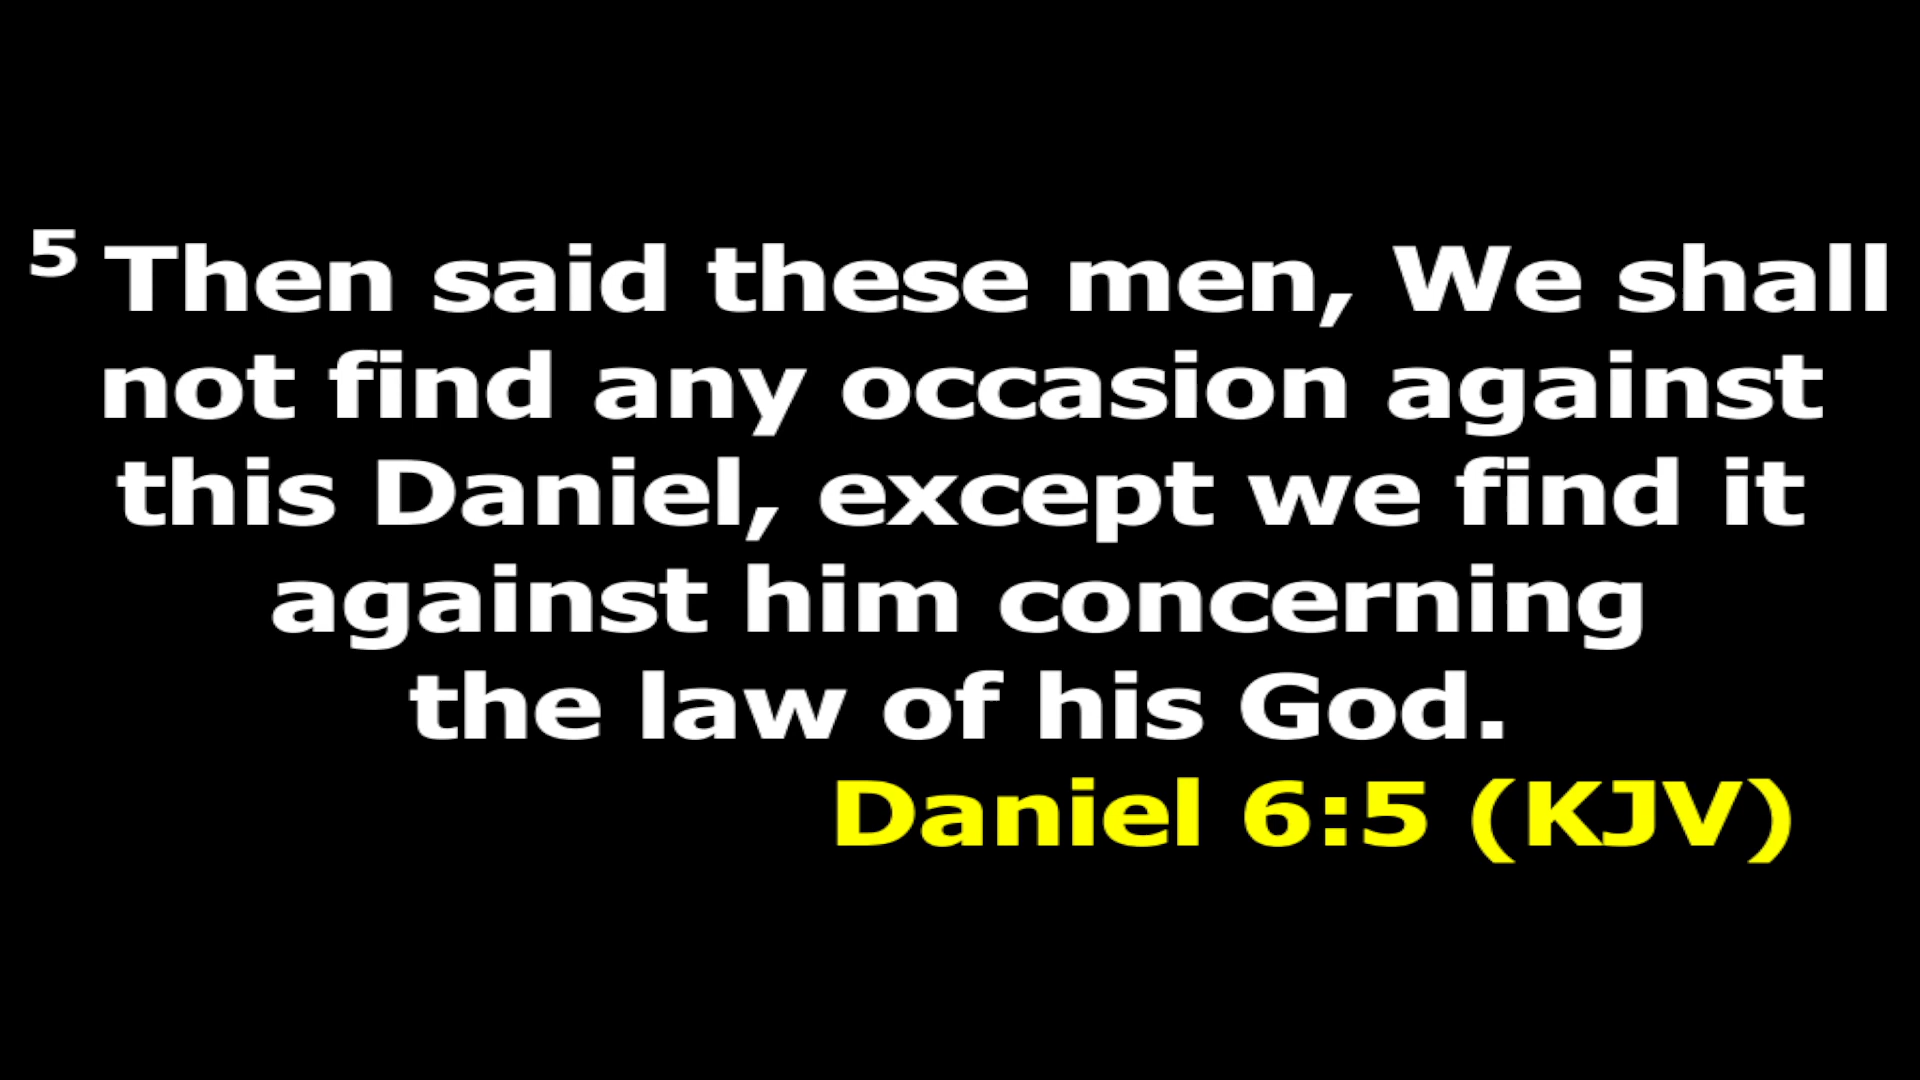 5 Then said these men, We shall
not find any occasion against
this Daniel, except we find it
against him concerning
the law of his God.
Daniel 6:5 (KJV)